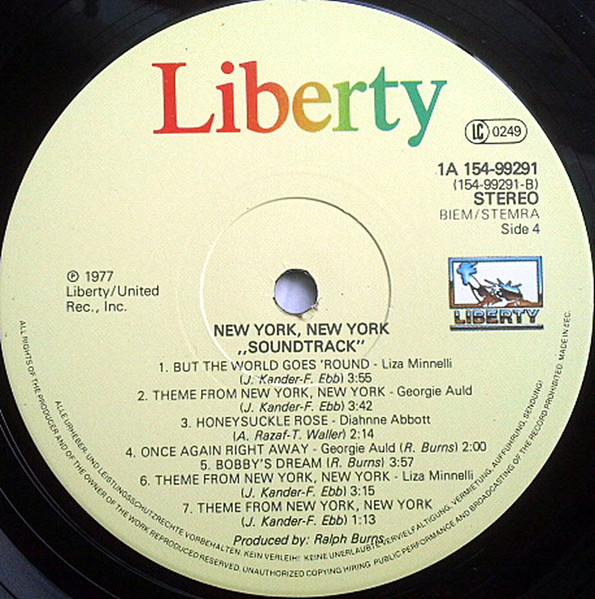 Liberty
LC 0249
1A 154-99291
(154-99291-B)
STEREO
BIEM/STEMRA
Side 4
℗ 1977
Liberty/United
Rec., Inc.
LIBERTY
NEW YORK, NEW YORK
,,SOUNDTRACK"
1. BUT THE WORLD GOES 'ROUND - Liza Minnelli
(J. Kander-F. Ebb) 3:55
2. THEME FROM NEW YORK, NEW YORK - Georgie Auld
(J. Kander-F. Ebb) 3:42
3. HONEYSUCKLE ROSE - Diahnne Abbott
(A. Razaf-T. Waller) 2:14
4. ONCE AGAIN RIGHT AWAY - Georgie Auld (R. Burns) 2:00
5. BOBBY'S DREAM (R. Burns) 3:57
6. THEME FROM NEW YORK, NEW YORK - Liza Minnelli
(J. Kander-F. Ebb) 3:15
7. THEME FROM NEW YORK, NEW YORK
(J. Kander-F. Ebb) 1:13
Produced by: Ralph Burns
ALLE URHEBER- UND LEISTUNGSSCHUTZRECHTE VORBEHALTEN. KEIN VERLEIH! KEINE UNERLAUBTE VERVIELFALTIGUNG, VERMIETUNG, AUFFUHRUNG, SENDUNG!
ALL RIGHTS OF THE PRODUCER AND OF THE OWNER OF THE WORK REPRODUCED RESERVED. UNAUTHORIZED COPYING HIRING. PUBLIC PERFORMANCE AND BROADCASTING OF THE RECORD PROHIBITED. MADE IN EEC.